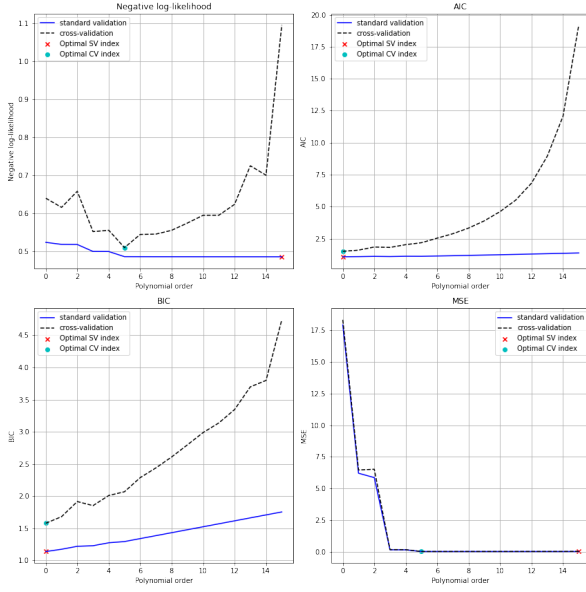 Negative log-likelihood
standard validation
cross-validation
Optimal SV index
Optimal CV index
Negative log-likelihood
1.1
1.0
0.9
0.8
0.7
0.6
0.5
0 2 4 6 8 10 12 14
Polynomial order
AIC
standard validation
cross-validation
Optimal SV index
Optimal CV index
AIC
20.0
17.5
15.0
12.5
10.0
7.5
5.0
2.5
0 2 4 6 8 10 12 14
Polynomial order
BIC
standard validation
cross-validation
Optimal SV index
Optimal CV index
BIC
4.5
4.0
3.5
3.0
2.5
2.0
1.5
1.0
0 2 4 6 8 10 12 14
Polynomial order
MSE
standard validation
cross-validation
Optimal SV index
Optimal CV index
MSE
17.5
15.0
12.5
10.0
7.5
5.0
2.5
0.0
0 2 4 6 8 10 12 14
Polynomial order